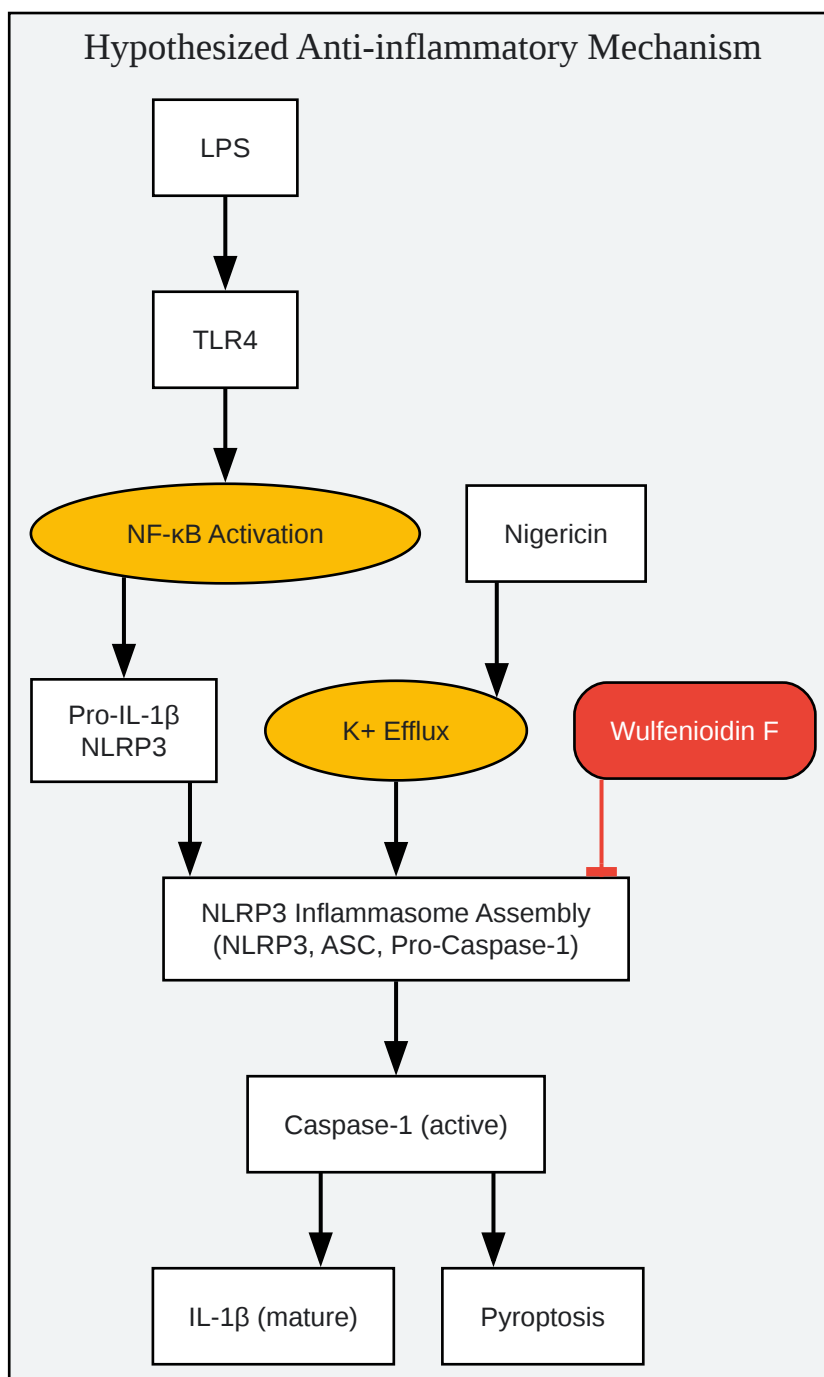 Hypothesized Anti-inflammatory Mechanism
LPS
TLR4
NF-κB Activation
Nigericin
Pro-IL-1β
NLRP3
K+ Efflux
Wulfenioidin F
NLRP3 Inflammasome Assembly
(NLRP3, ASC, Pro-Caspase-1)
Caspase-1 (active)
IL-1β (mature)
Pyroptosis